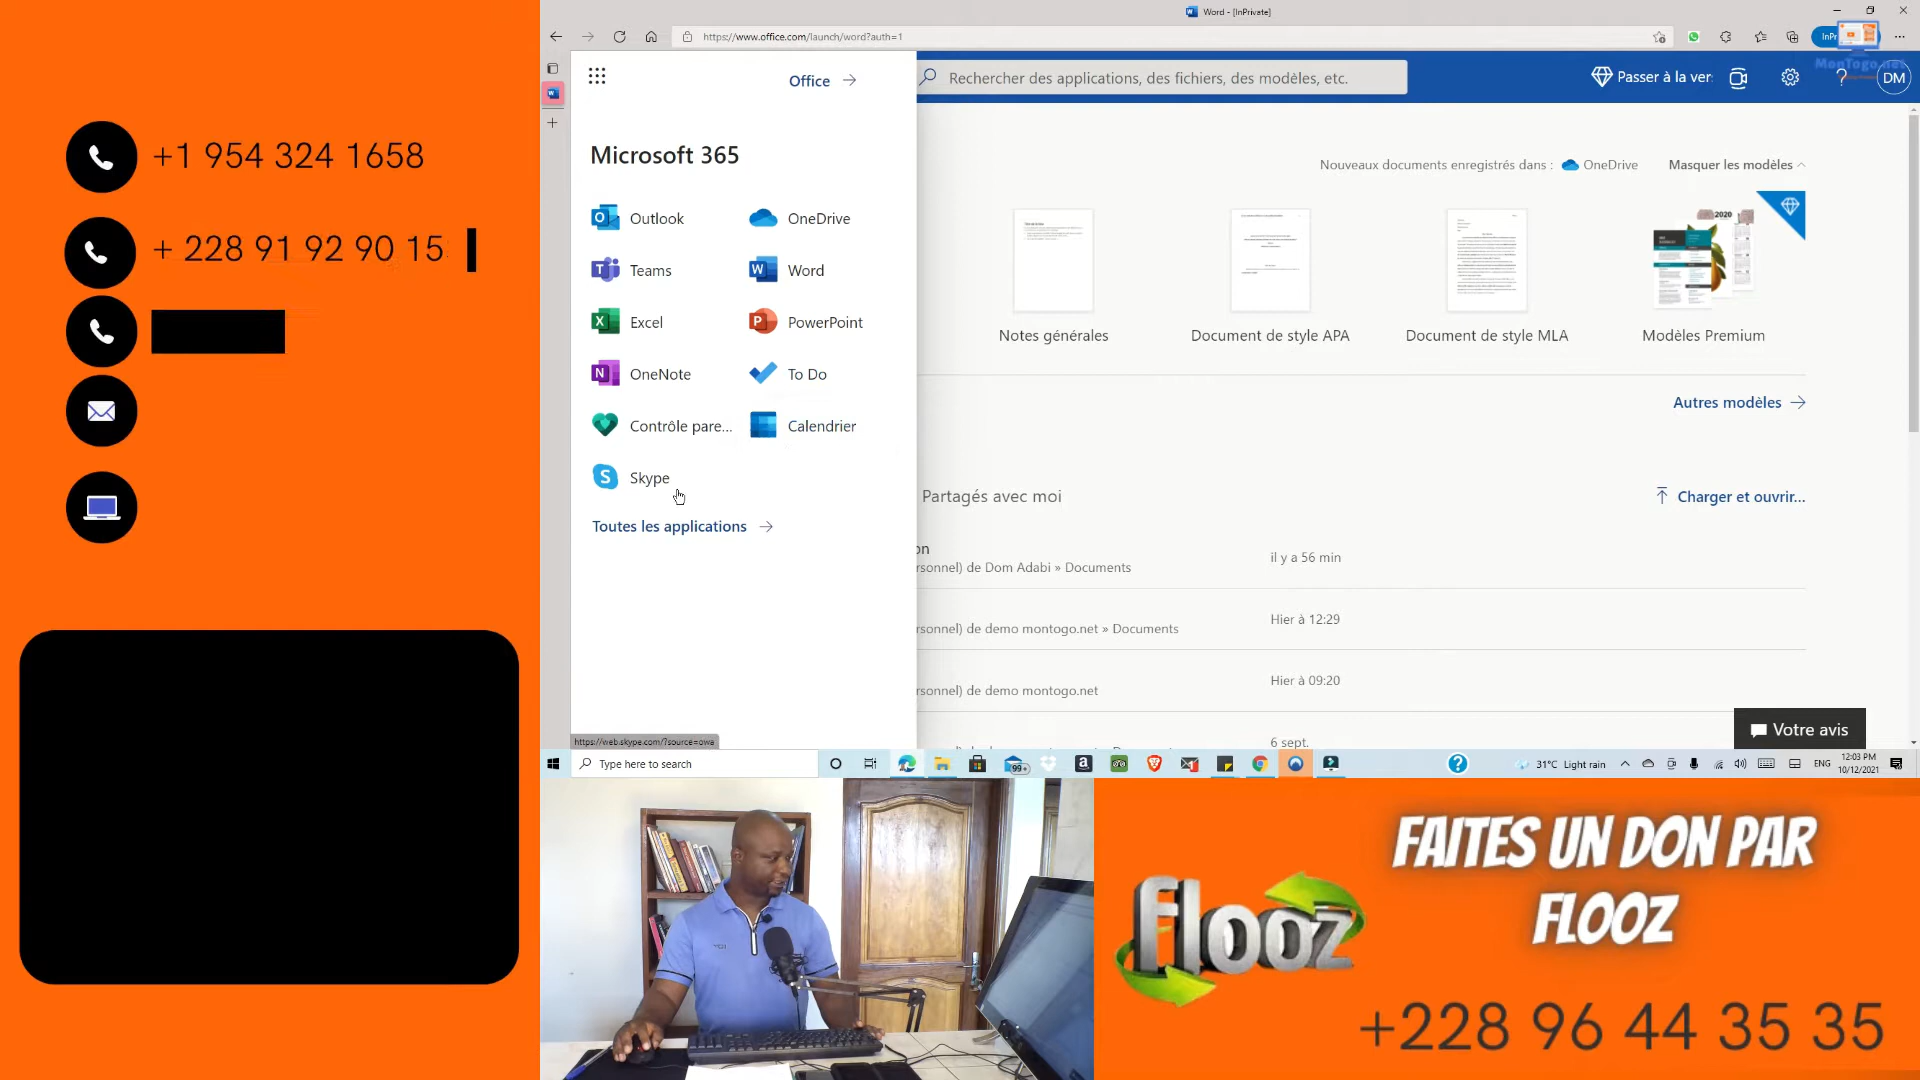 +1 954 324 1658
+ 228 91 92 90 15
Word - [InPrivate]
https://www.office.com/launch/word?auth=1
InPr
MonTogo.net
Office
Rechercher des applications, des fichiers, des modèles, etc.
Passer à la ver
?
DM
Microsoft 365
Outlook
OneDrive
Teams
Word
Excel
PowerPoint
OneNote
To Do
Contrôle pare...
Calendrier
Skype
Toutes les applications
Nouveaux documents enregistrés dans : OneDrive
Masquer les modèles
2020
Notes générales
Document de style APA
Document de style MLA
Modèles Premium
Autres modèles
Partagés avec moi
Charger et ouvrir...
on
rsonnel) de Dom Adabi » Documents
il y a 56 min
rsonnel) de demo montogo.net » Documents
Hier à 12:29
rsonnel) de demo montogo.net
Hier à 09:20
6 sept.
Votre avis
https://web.skype.com/?source=owa
Type here to search
99+
31°C Light rain
ENG
12:03 PM
10/12/2021
FAITES UN DON PAR
FLOOZ
flooz
+228 96 44 35 35